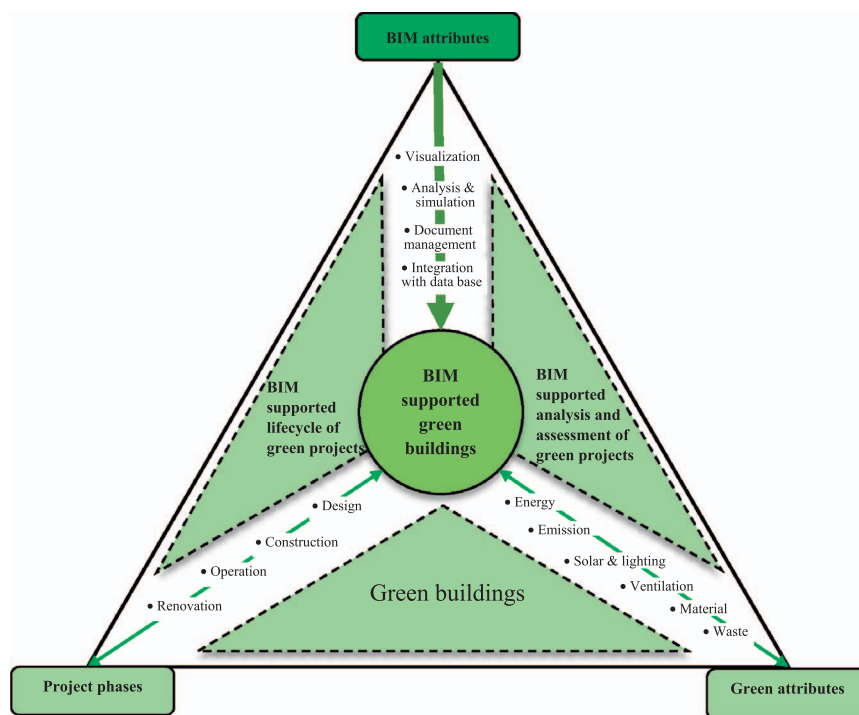 BIM attributes
• Visualization
• Analysis &
simulation
• Document
management
• Integration
with data base
BIM
supported
lifecycle of
green projects
BIM
supported
green
buildings
BIM
supported
analysis and
assessment of
green projects
• Design
• Construction
• Operation
• Renovation
• Energy
• Emission
• Solar & lighting
• Ventilation
• Material
• Waste
Green buildings
Project phases
Green attributes